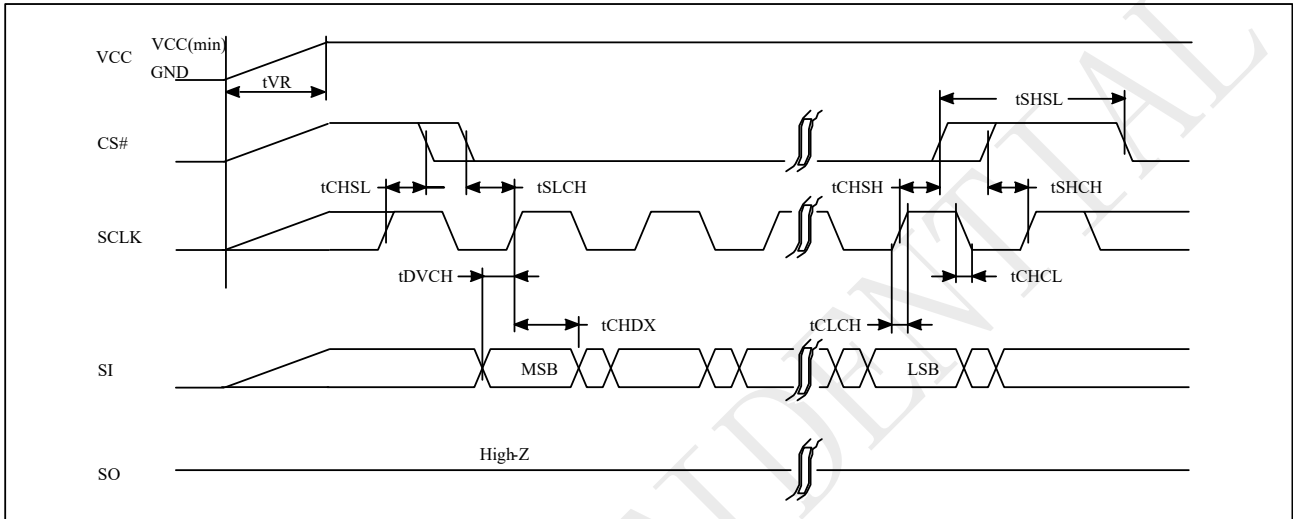 VCC(min)
VCC
GND
tVR
tSHSL
CS#
tCHSL
tSLCH
tCHSH
tSHCH
SCLK
tDVCH
tCHCL
tCHDX
tCLCH
SI
MSB
LSB
High-Z
SO